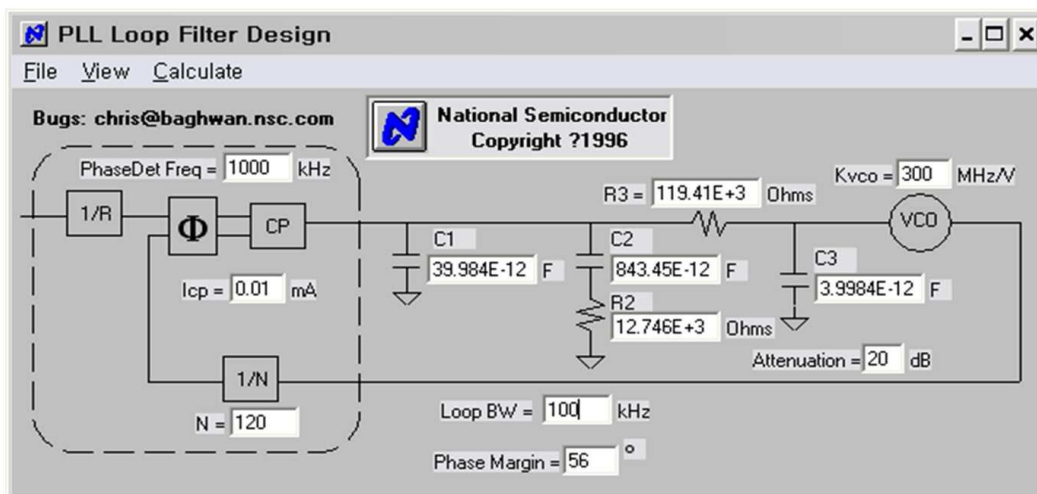 PLL Loop Filter Design
File View Calculate
Bugs: chris@baghwan.nsc.com
National Semiconductor
Copyright ?1996
PhaseDet Freq = 1000 kHz
Kvco = 300 MHz/V
R3 = 119.41E+3 Ohms
1/R
Φ
CP
VCO
C1
39.984E-12 F
C2
843.45E-12 F
C3
3.9984E-12 F
Icp = 0.01 mA
R2
12.746E+3 Ohms
Attenuation = 20 dB
1/N
N = 120
Loop BW = 100 kHz
Phase Margin = 56 °